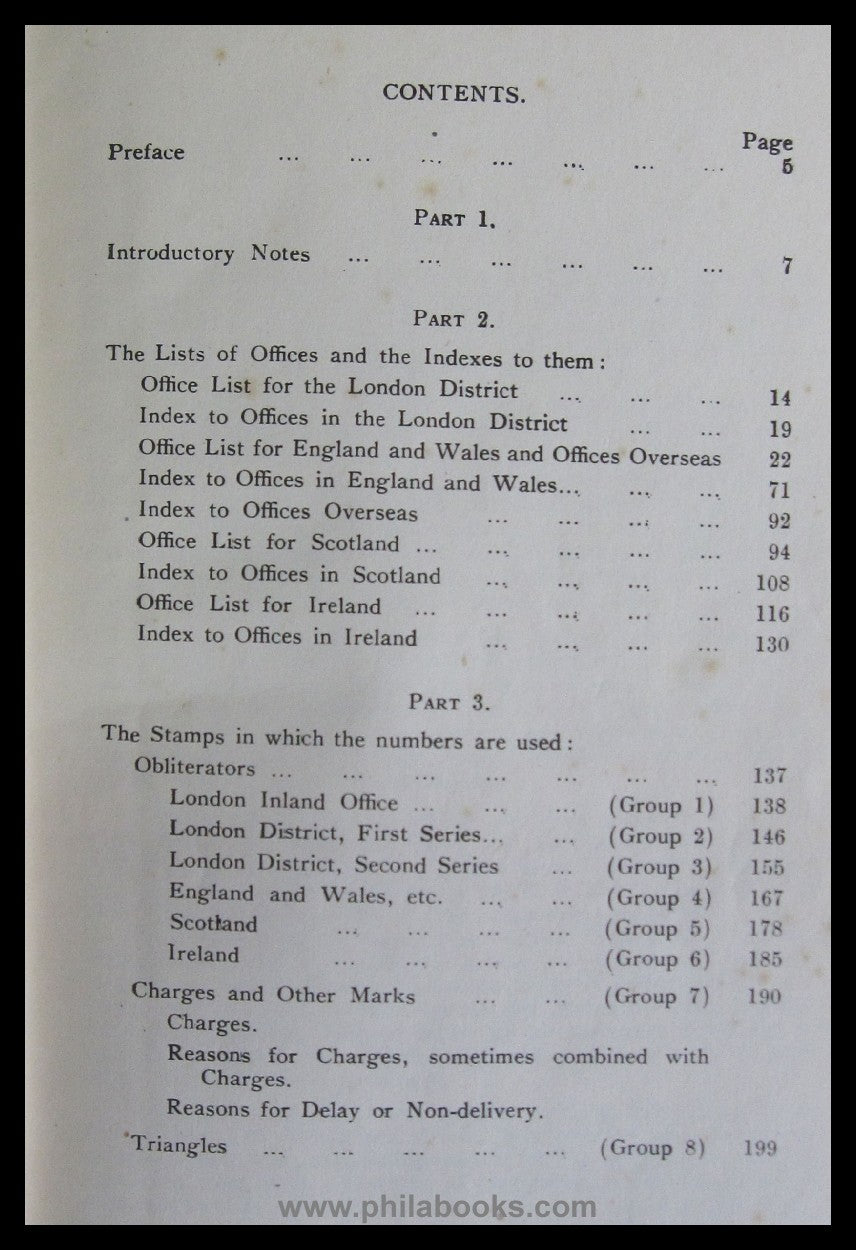 CONTENTS.
Page
Preface ... ... ... ... ... ... ... 5
PART 1.
Introductory Notes ... ... ... ... ... ... 7
PART 2.
The Lists of Offices and the Indexes to them :
Office List for the London District ... ... ... 14
Index to Offices in the London District ... ... 19
Office List for England and Wales and Offices Overseas 22
Index to Offices in England and Wales... ... ... 71
Index to Offices Overseas ... ... ... ... 92
Office List for Scotland ... ... ... ... ... 94
Index to Offices in Scotland ... ... ... ... 108
Office List for Ireland ... ... ... ... ... 116
Index to Offices in Ireland ... ... ... ... 130
PART 3.
The Stamps in which the numbers are used :
Obliterators ... ... ... ... ... ... ... 137
London Inland Office ... ... ... (Group 1) 138
London District, First Series... ... (Group 2) 146
London District, Second Series ... (Group 3) 155
England and Wales, etc. ... ... (Group 4) 167
Scotland ... ... ... ... (Group 5) 178
Ireland ... ... ... ... (Group 6) 185
Charges and Other Marks ... ... (Group 7) 190
Charges.
Reasons for Charges, sometimes combined with
Charges.
Reasons for Delay or Non-delivery.
Triangles ... ... ... ... ... (Group 8) 199
www.philabooks.com